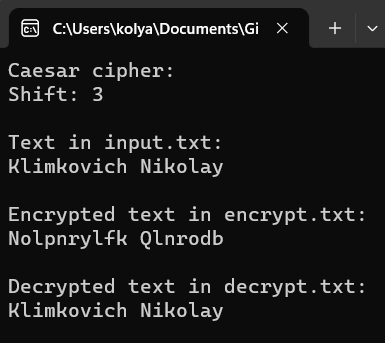 C:\Users\kolya\Documents\Gi
Caesar cipher:
Shift: 3
Text in input.txt:
Klimkovich Nikolay
Encrypted text in encrypt.txt:
Nolpnrylfk Qlnrodb
Decrypted text in decrypt.txt:
Klimkovich Nikolay